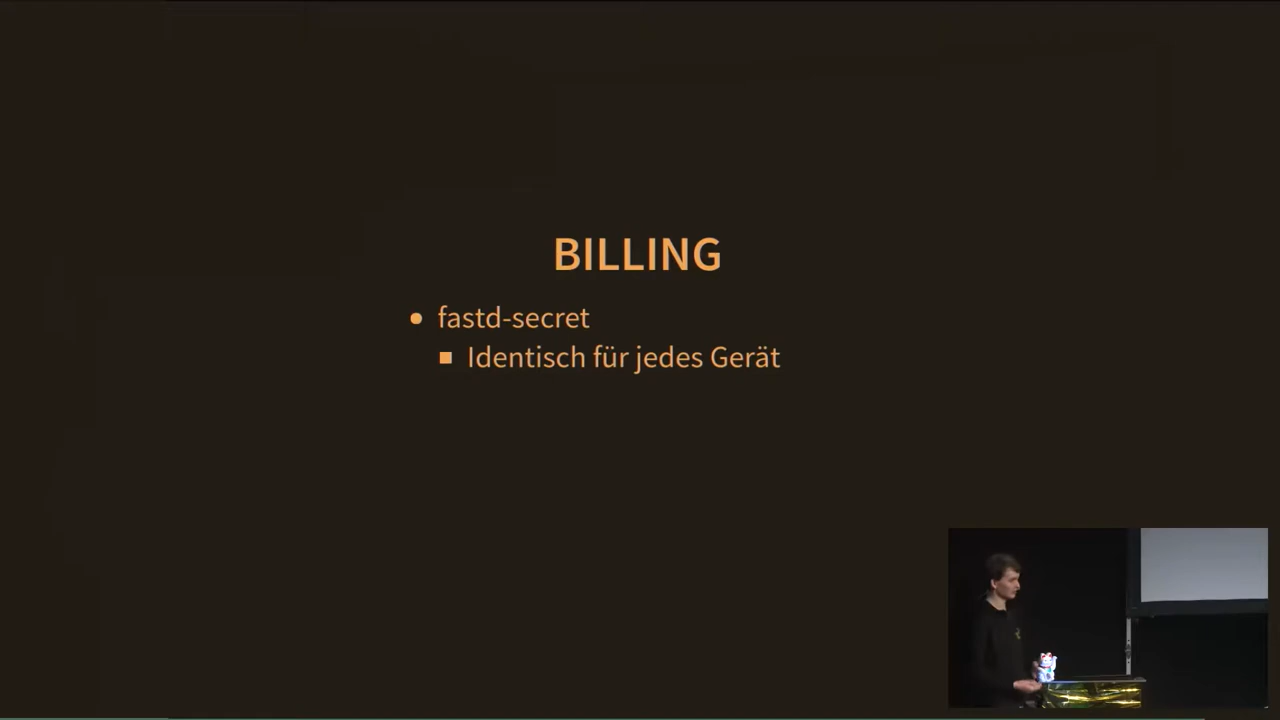 BILLING
fastd-secret
Identisch für jedes Gerät